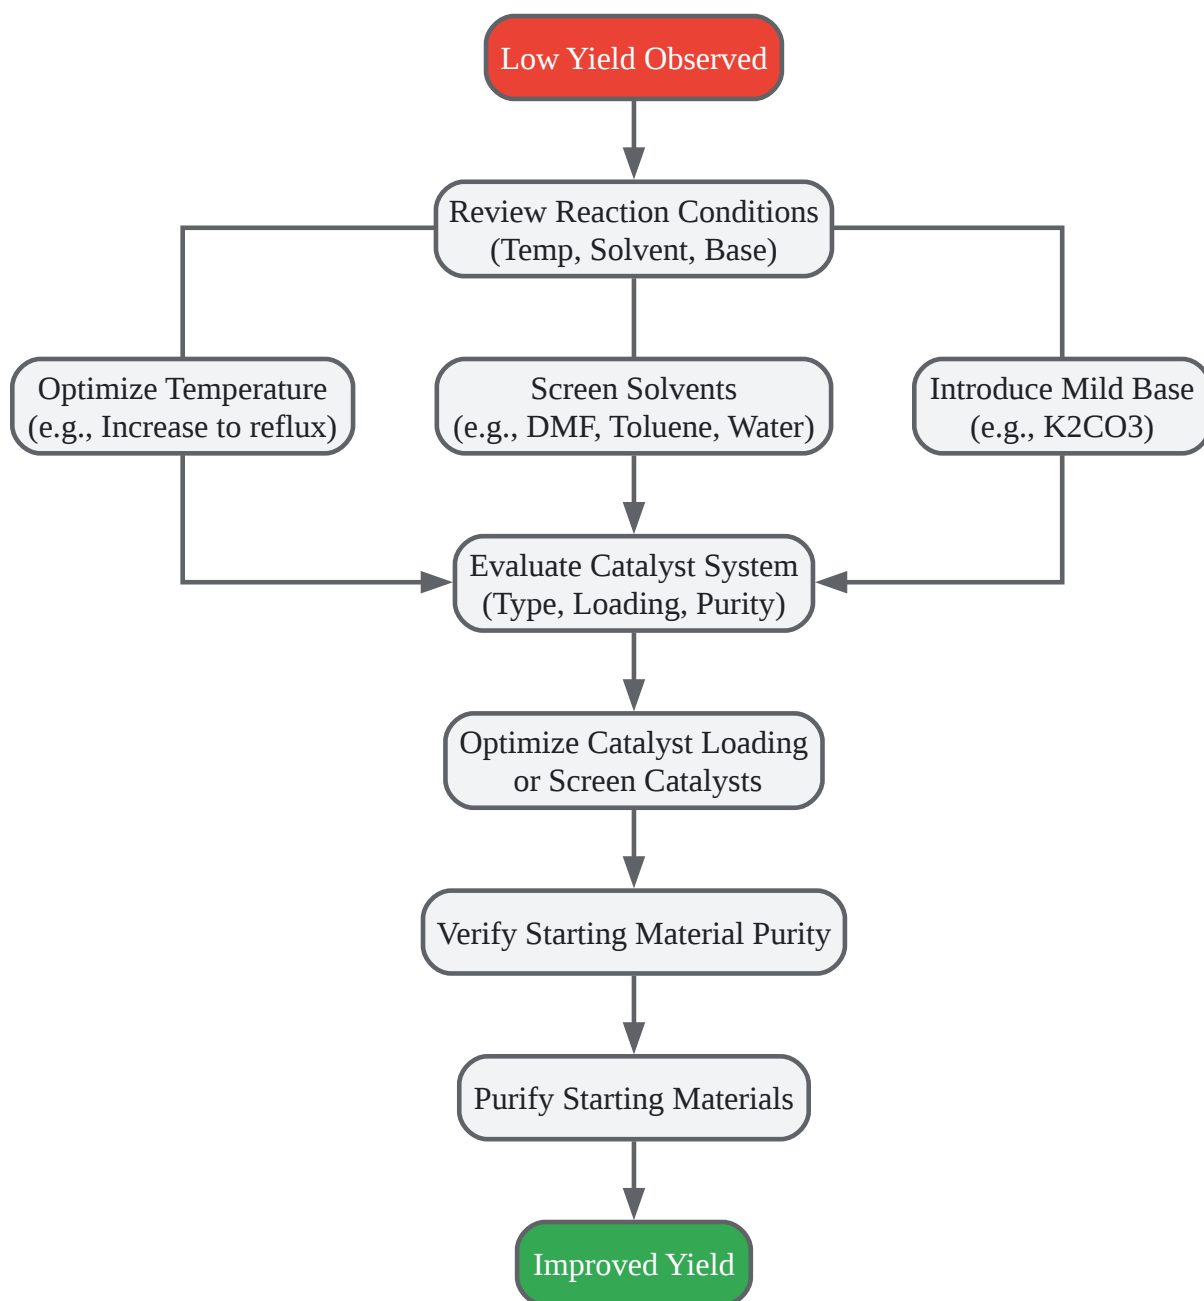 Low Yield Observed
Review Reaction Conditions
(Temp, Solvent, Base)
Optimize Temperature
(e.g., Increase to reflux)
Screen Solvents
(e.g., DMF, Toluene, Water)
Introduce Mild Base
(e.g., K2CO3)
Evaluate Catalyst System
(Type, Loading, Purity)
Optimize Catalyst Loading
or Screen Catalysts
Verify Starting Material Purity
Purify Starting Materials
Improved Yield